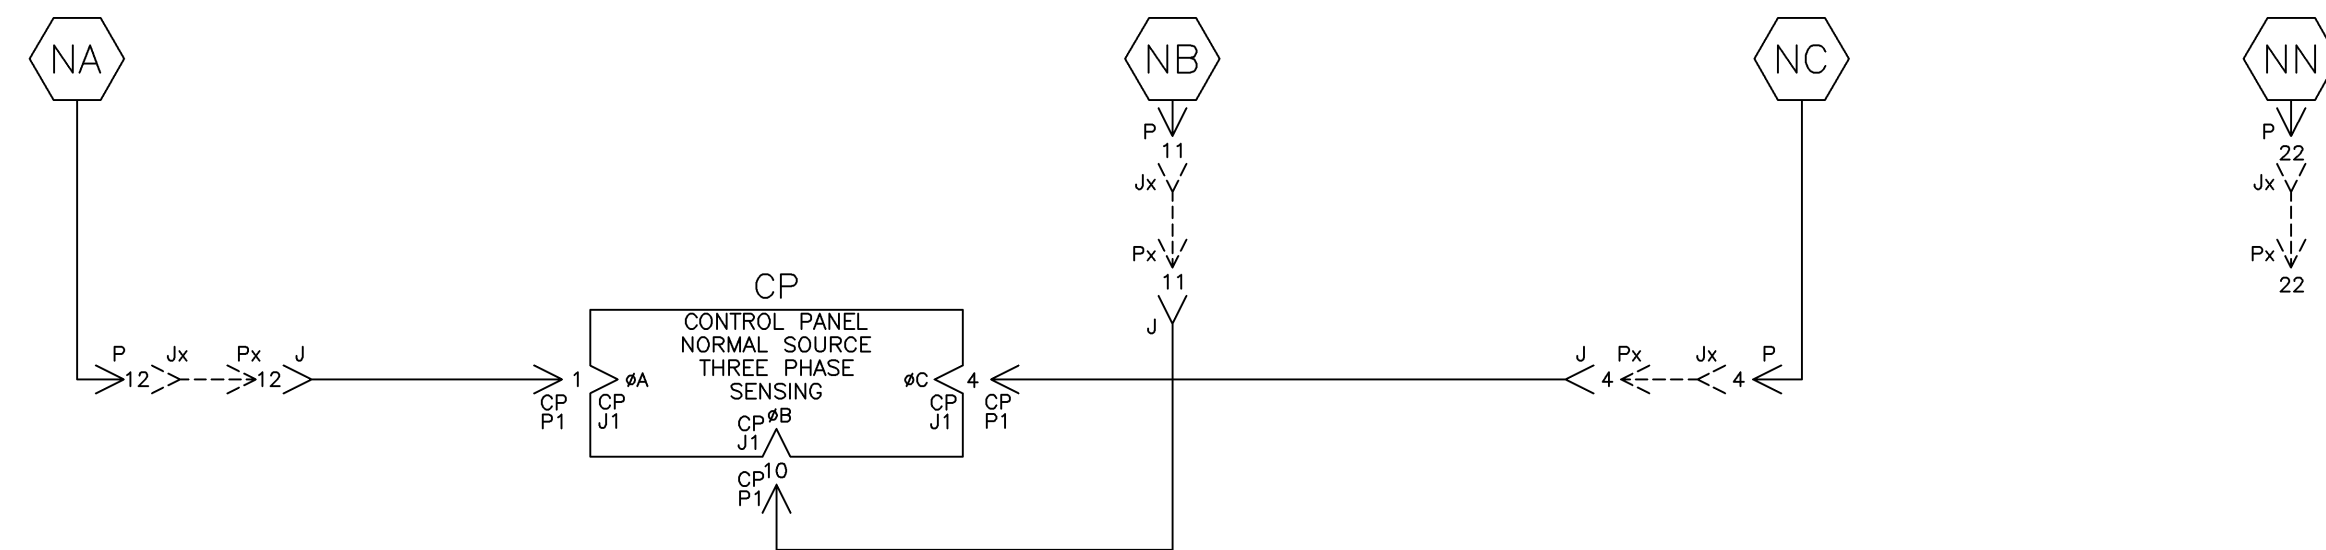 NA
NB
NC
NN
P
11
Jx
Px
11
J
P
22
Jx
Px
22
CP
CONTROL PANEL
NORMAL SOURCE
THREE PHASE
SENSING
P
12
Jx
Px
12
J
1
CP
P1
øA
CP
J1
øB
CP
J1
10
CP
P1
øC
CP
J1
4
CP
P1
J
4
Px
Jx
4
P